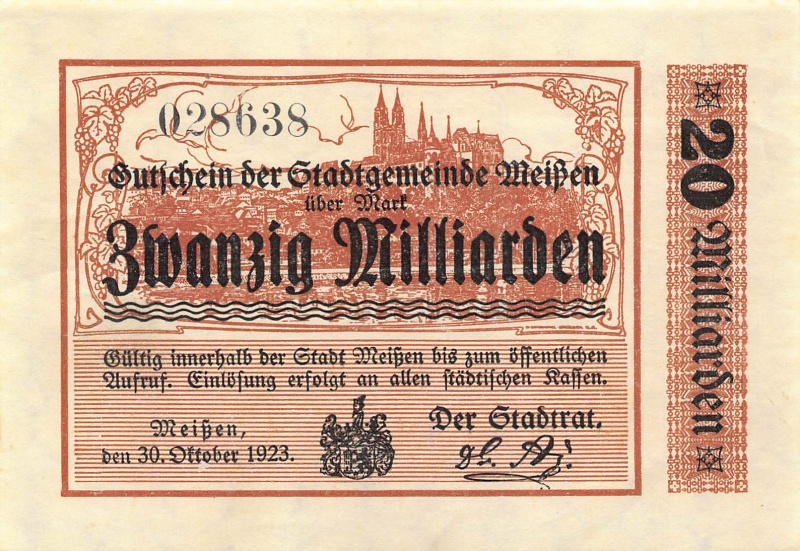 028638
Gutschein der Stadtgemeinde Meißen
über Mark
Zwanzig Milliarden
Gültig innerhalb der Stadt Meißen bis zum öffentlichen
Aufruf. Einlösung erfolgt an allen städtischen Kassen.
Meißen,
den 30. Oktober 1923.
Der Stadtrat.
20 Milliarden